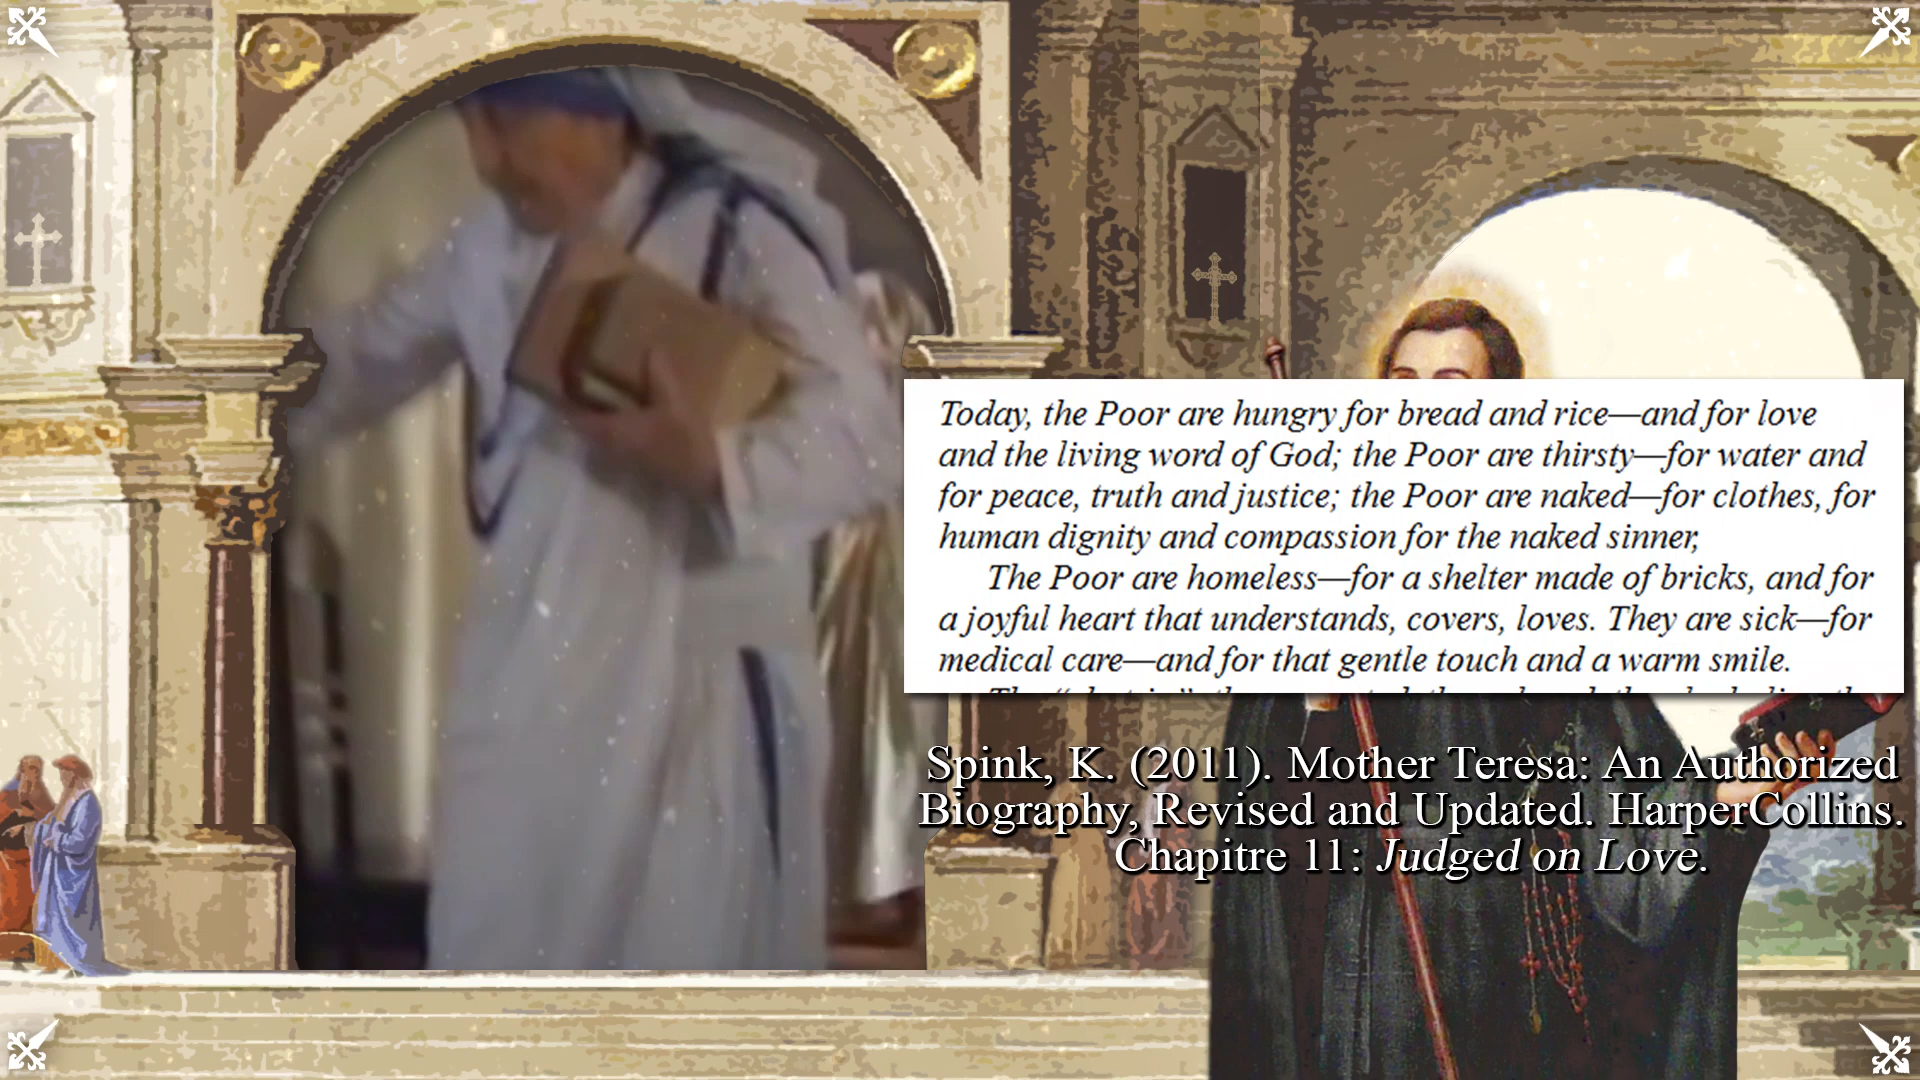 Today, the Poor are hungry for bread and rice—and for love
and the living word of God; the Poor are thirsty—for water and
for peace, truth and justice; the Poor are naked—for clothes, for
human dignity and compassion for the naked sinner,
The Poor are homeless—for a shelter made of bricks, and for
a joyful heart that understands, covers, loves. They are sick—for
medical care—and for that gentle touch and a warm smile.
Spink, K. (2011). Mother Teresa: An Authorized
Biography, Revised and Updated. HarperCollins.
Chapitre 11: Judged on Love.